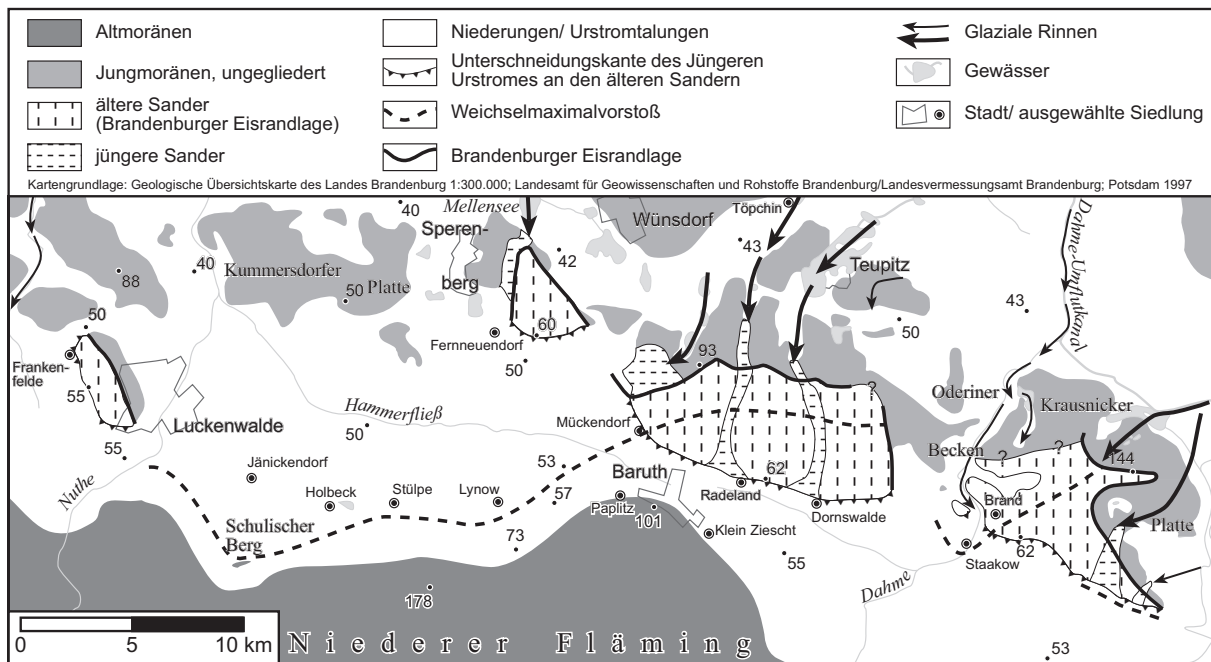 Altmoränen
Jungmoränen, ungegliedert
ältere Sander
(Brandenburger Eisrandlage)
jüngere Sander
Niederungen/ Urstromtalungen
Unterschneidungskante des Jüngeren
Urstromes an den älteren Sandern
Weichselmaximalvorstoß
Brandenburger Eisrandlage
Glaziale Rinnen
Gewässer
Stadt/ ausgewählte Siedlung
Kartengrundlage: Geologische Übersichtskarte des Landes Brandenburg 1:300.000; Landesamt für Geowissenschaften und Rohstoffe Brandenburg/Landesvermessungsamt Brandenburg; Potsdam 1997
40
Mellensee
Wünsdorf
Töpchin
Dahme-Umflutkanal
Speren-
berg
43
42
Teupitz
88
40
Kummersdorfer
50 Platte
43
50
50
60
Fernneuendorf
50
93
Franken-
felde
55
?
Oderiner
Krausnicker
Luckenwalde
Hammerfließ
50
Mückendorf
55
Becken
?
?
144
Nuthe
Jänickendorf
53
Baruth
62
Holbeck
Stülpe
Lynow
57
Paplitz
101
Radeland
Dornswalde
Brand
Platte
Schulischer
Berg
73
Klein Ziescht
55
62
Staakow
178
Dahme
0
5
10 km
Niederer Fläming
53